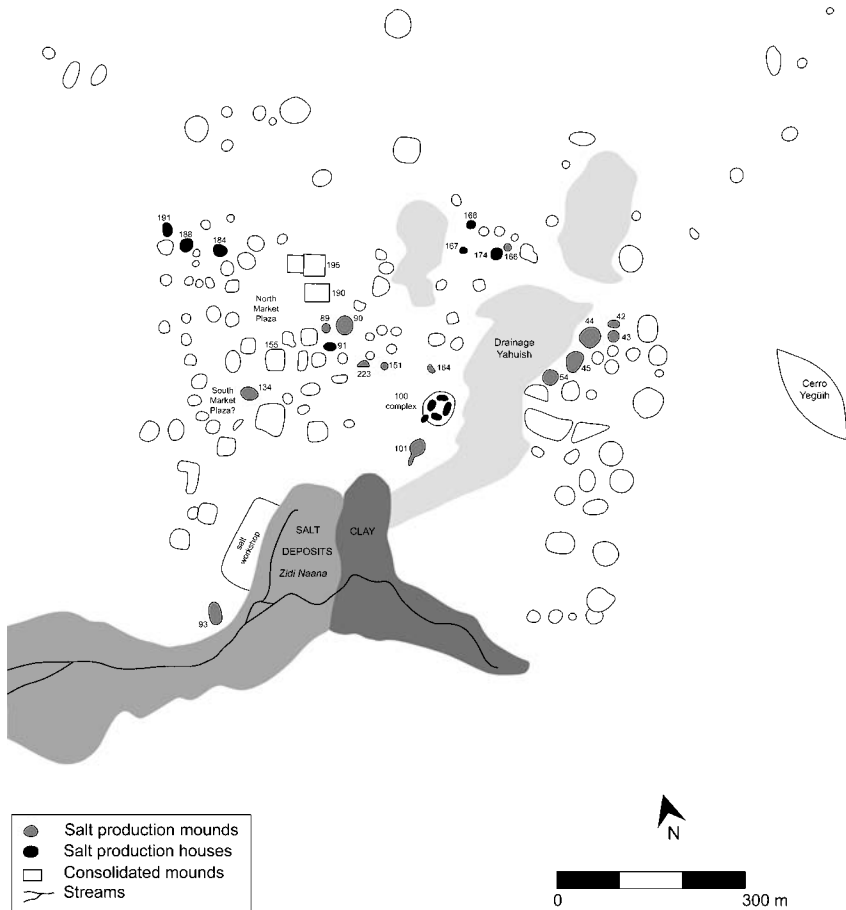 191
188
184
168
167
174
166
195
190
North
Market
Plaza
89
90
44
42
43
155
91
Drainage
Yahuish
151
223
164
45
54
134
South
Market
Plaza?
100
complex
Cerro
Yegüih
101
SALT
DEPOSITS
Zidi Naana
CLAY
salt
workshop
93
Salt production mounds
Salt production houses
Consolidated mounds
Streams
N
0
300 m